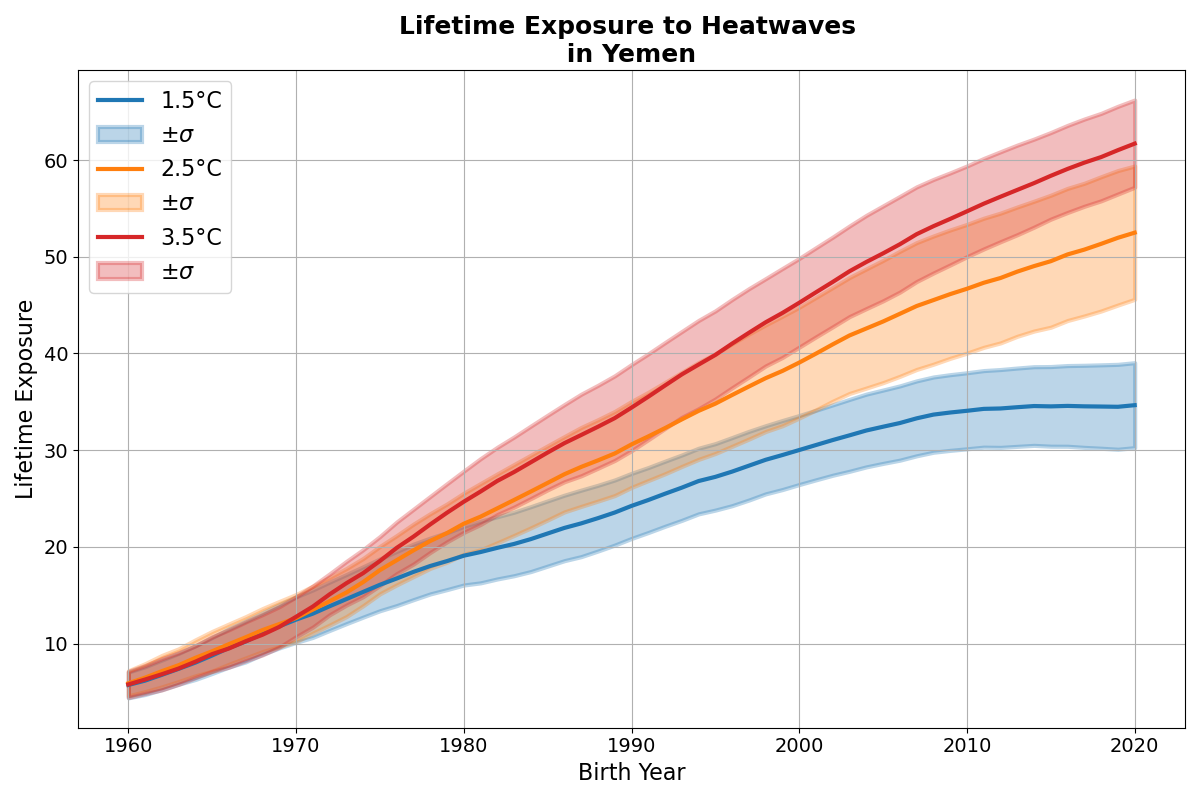 Lifetime Exposure to Heatwaves
in Yemen
1.5°C
±σ
2.5°C
±σ
3.5°C
±σ
Lifetime Exposure
60
50
40
30
20
10
1960 1970 1980 1990 2000 2010 2020
Birth Year